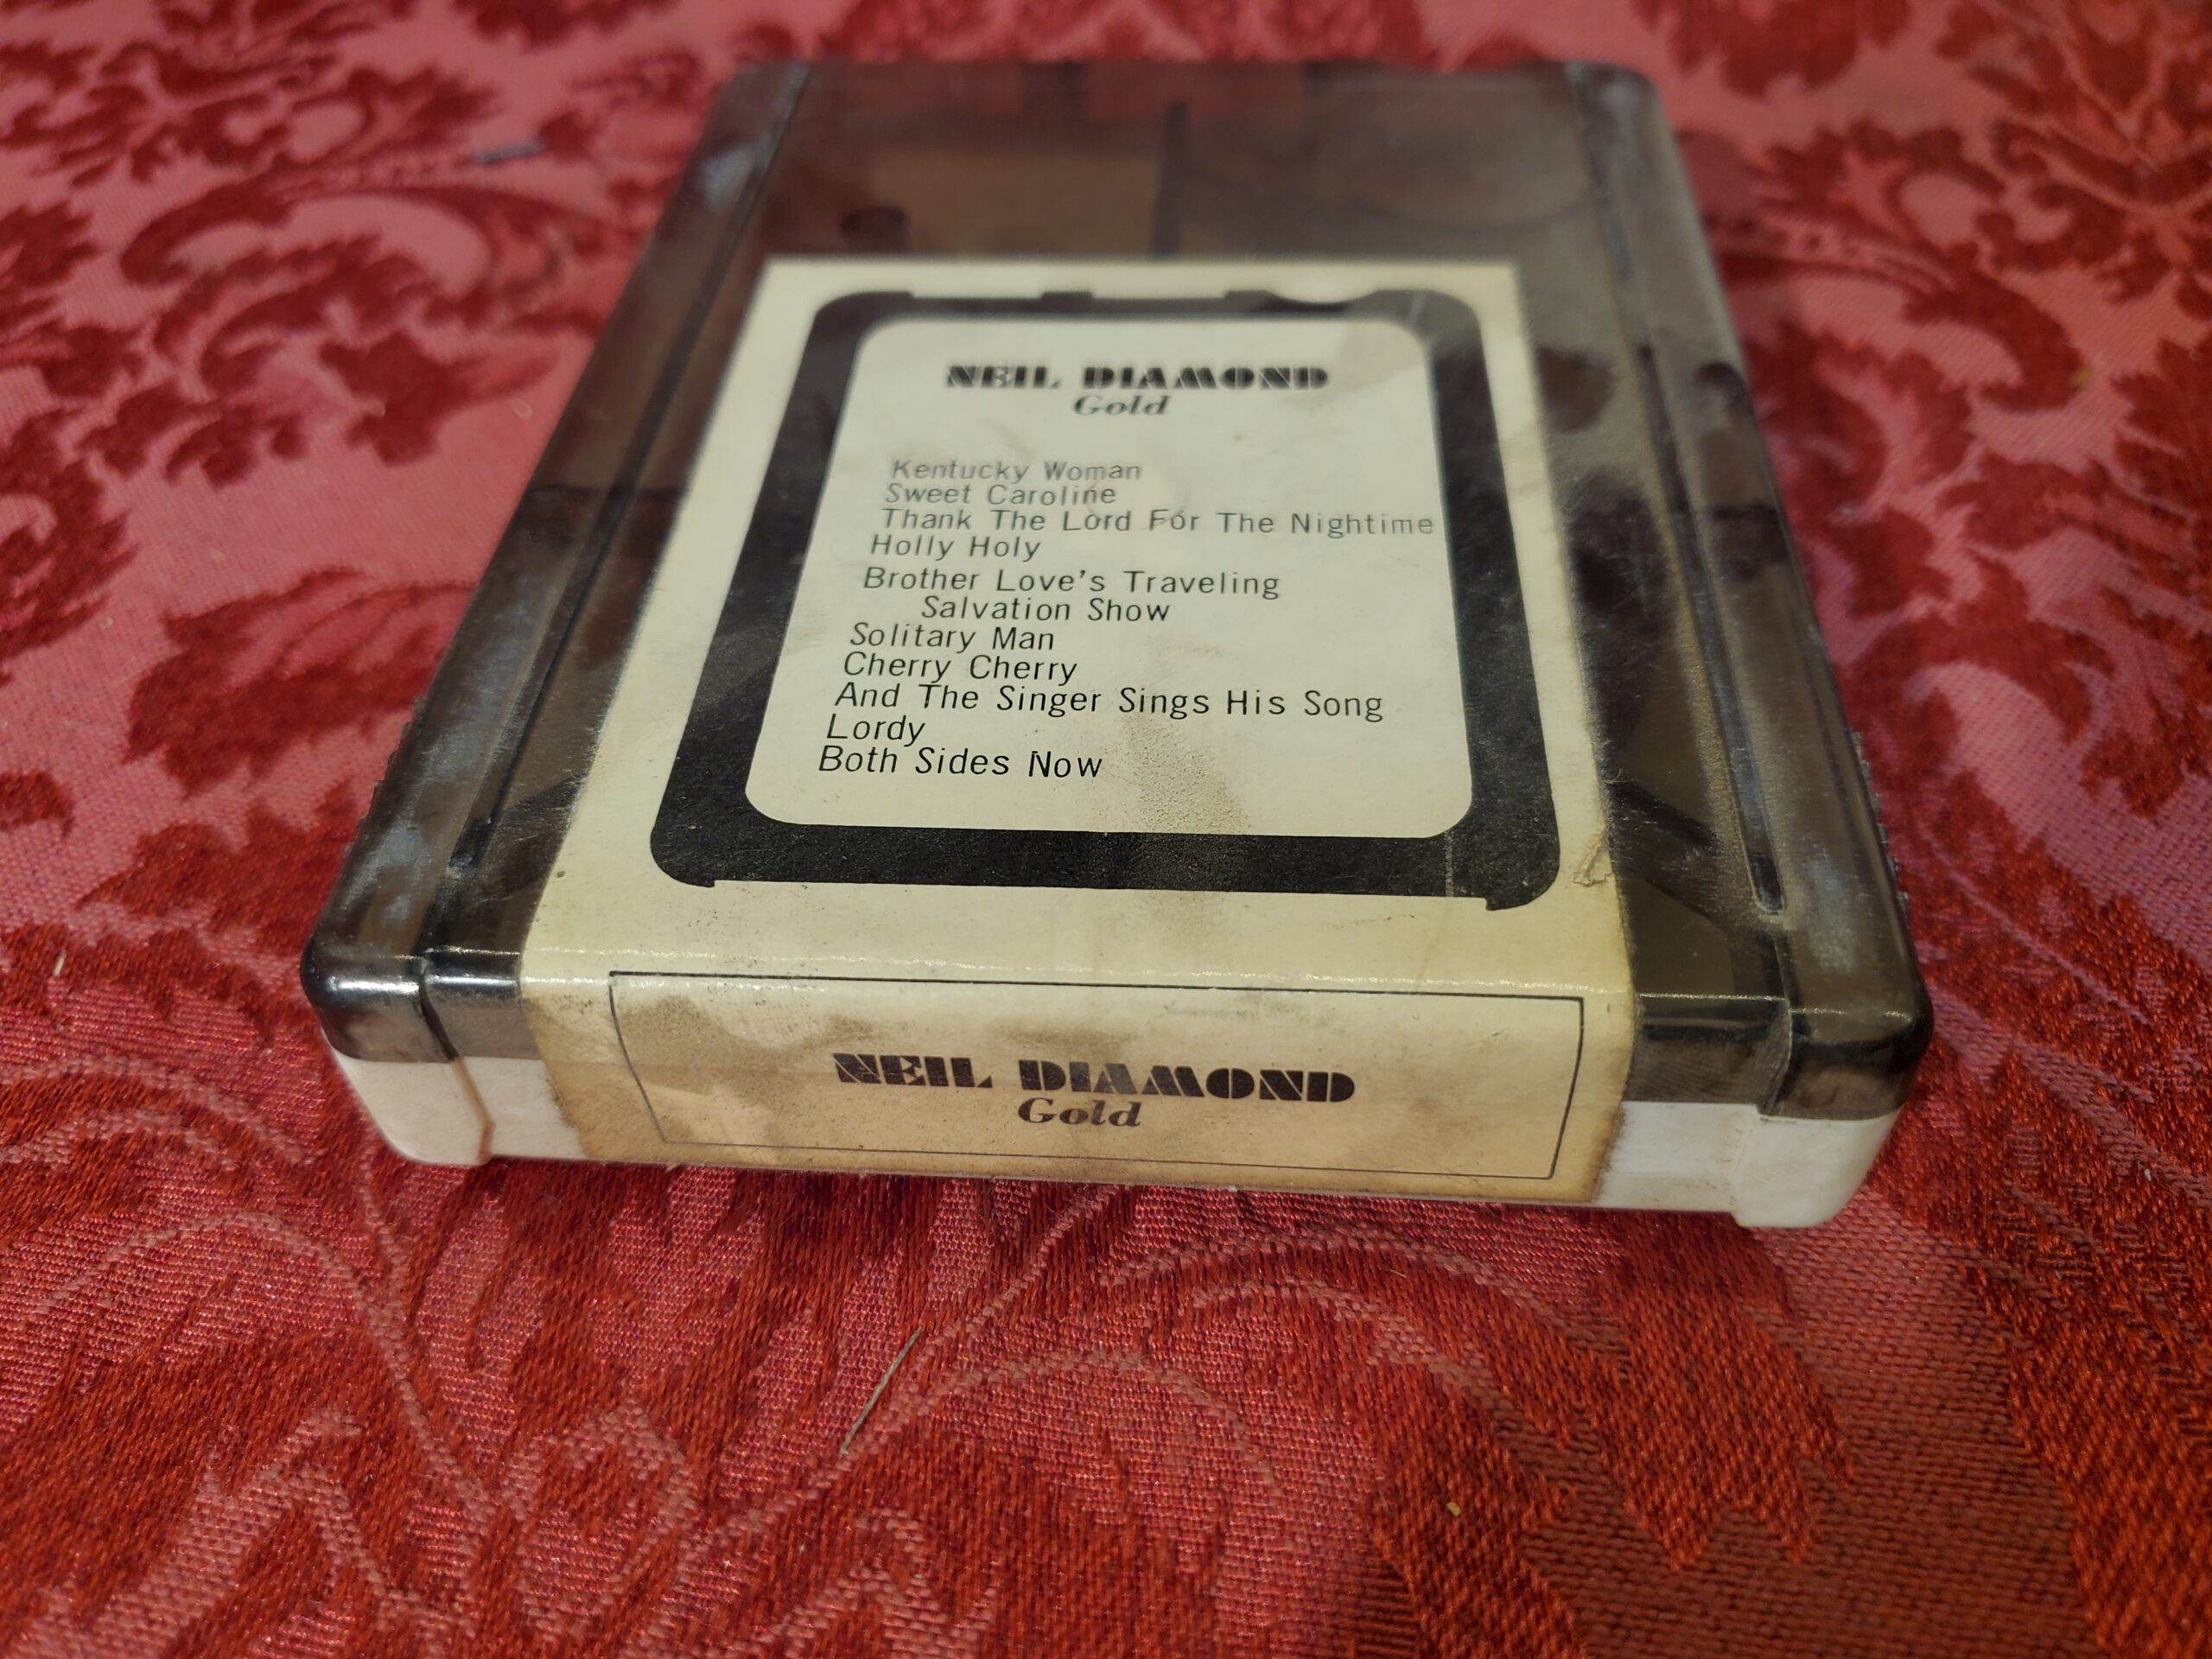 NEIL DIAMOND
Gold
Kentucky Woman
Sweet Caroline
Thank The Lord For The Nightime
Holly Holy
Brother Love's Traveling
Salvation Show
Solitary Man
Cherry Cherry
And The Singer Sings His Song
Lordy
Both Sides Now
NEIL DIAMOND
Gold